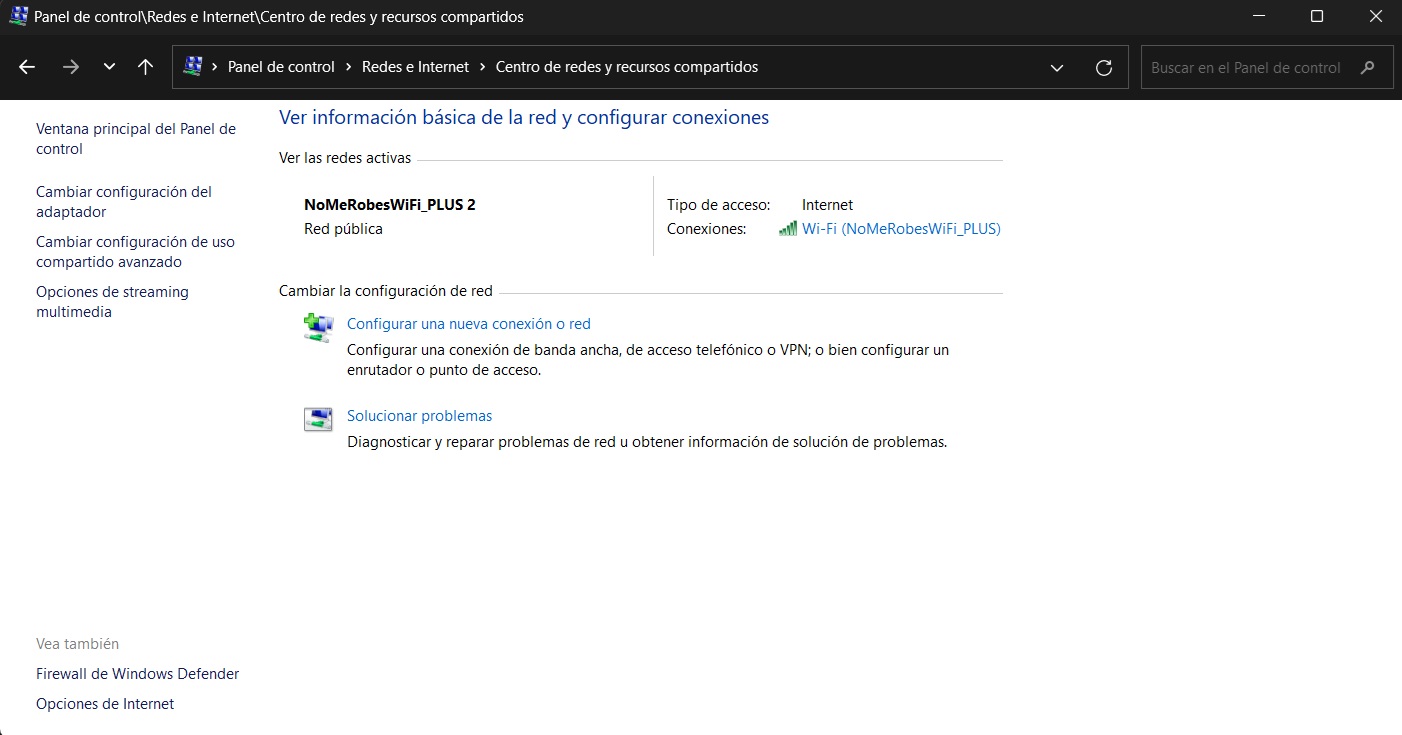 Panel de control\Redes e Internet\Centro de redes y recursos compartidos
Panel de control > Redes e Internet > Centro de redes y recursos compartidos
Buscar en el Panel de control
Ventana principal del Panel de
control
Cambiar configuración del
adaptador
Cambiar configuración de uso
compartido avanzado
Opciones de streaming
multimedia
Ver información básica de la red y configurar conexiones
Ver las redes activas
NoMeRobesWiFi_PLUS 2
Red pública
Tipo de acceso: Internet
Conexiones: Wi-Fi (NoMeRobesWiFi_PLUS)
Cambiar la configuración de red
Configurar una nueva conexión o red
Configurar una conexión de banda ancha, de acceso telefónico o VPN; o bien configurar un
enrutador o punto de acceso.
Solucionar problemas
Diagnosticar y reparar problemas de red u obtener información de solución de problemas.
Vea también
Firewall de Windows Defender
Opciones de Internet